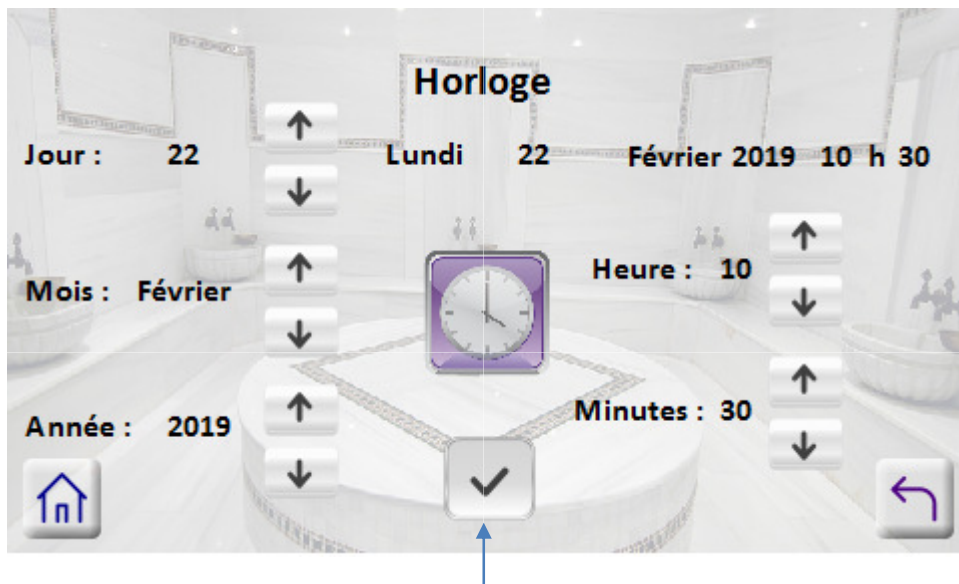 Horloge
Jour : 22
Lundi 22 Février 2019 10 h 30
Mois : Février
Heure : 10
Année : 2019
Minutes : 30